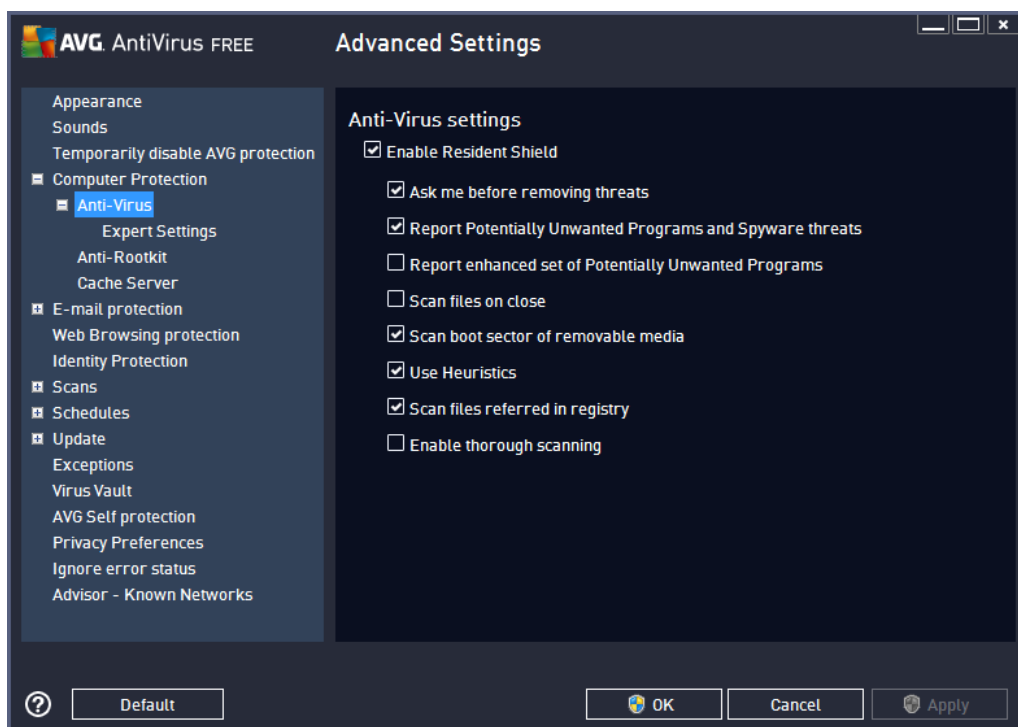 AVG. AntiVirus FREE
Advanced Settings
Appearance
Sounds
Temporarily disable AVG protection
Computer Protection
Anti-Virus
Expert Settings
Anti-Rootkit
Cache Server
E-mail protection
Web Browsing protection
Identity Protection
Scans
Schedules
Update
Exceptions
Virus Vault
AVG Self protection
Privacy Preferences
Ignore error status
Advisor - Known Networks
Anti-Virus settings
Enable Resident Shield
Ask me before removing threats
Report Potentially Unwanted Programs and Spyware threats
Report enhanced set of Potentially Unwanted Programs
Scan files on close
Scan boot sector of removable media
Use Heuristics
Scan files referred in registry
Enable thorough scanning
Default
OK
Cancel
Apply